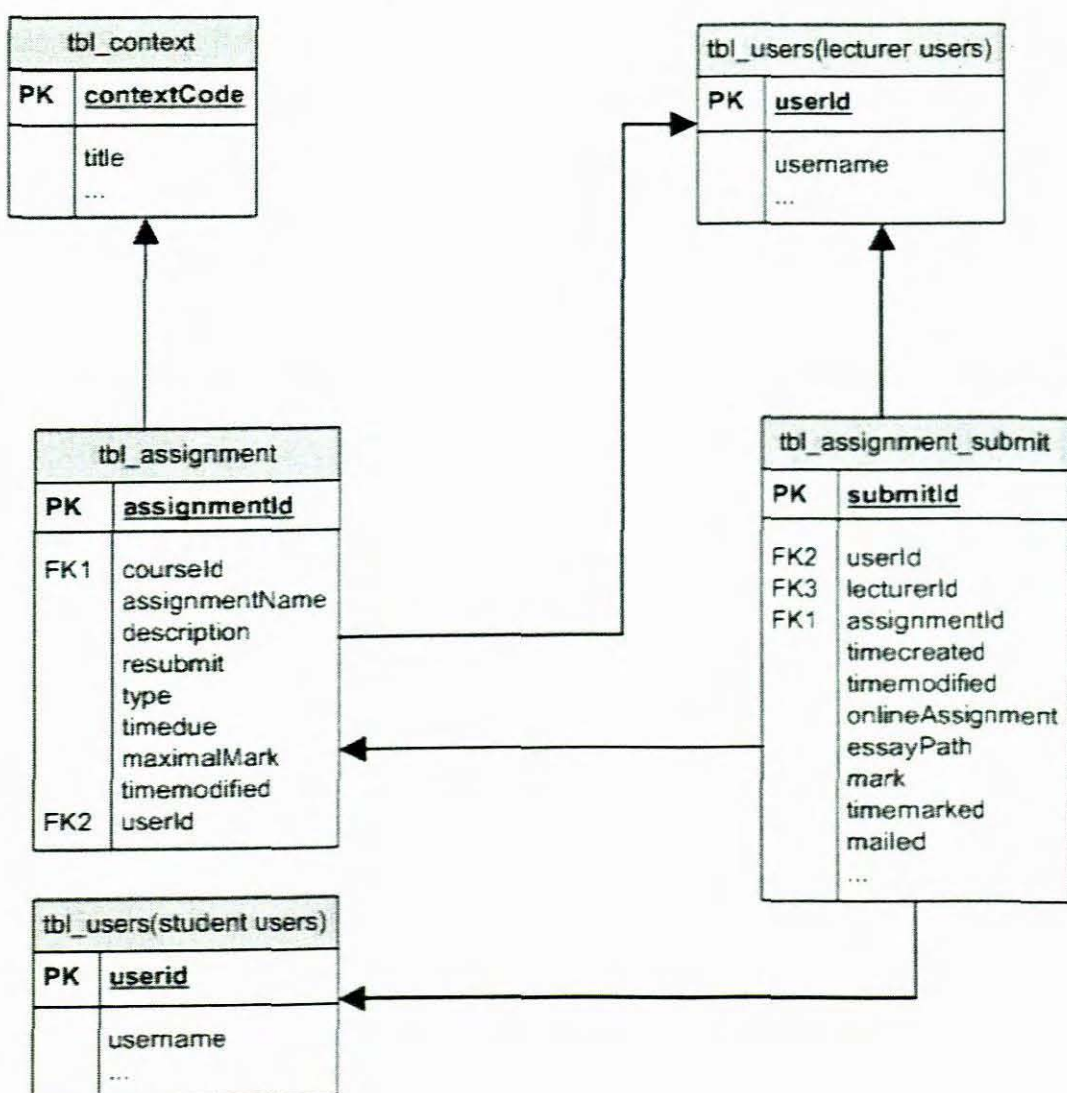 tbl_context
PK contextCode
title
...
tbl_users(lecturer users)
PK userId
username
...
tbl_assignment
PK assignmentId
FK1 courseId
assignmentName
description
resubmit
type
timedue
maximalMark
timemodified
FK2 userId
tbl_assignment_submit
PK submitId
FK2 userId
FK3 lecturerId
FK1 assignmentId
timecreated
timemodified
onlineAssignment
essayPath
mark
timemarked
mailed
...
tbl_users(student users)
PK userid
username
...